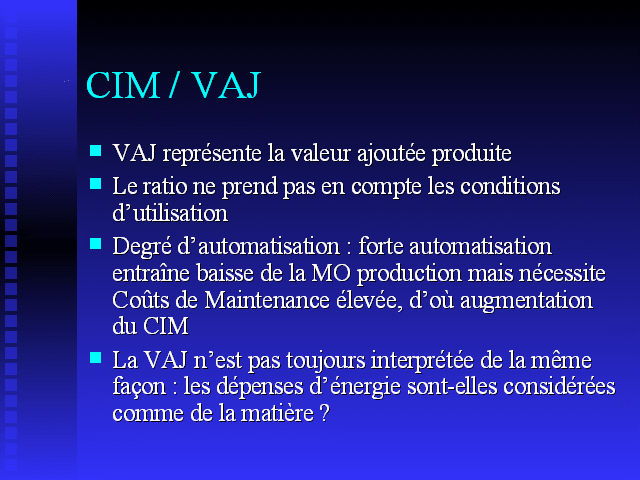 CIM / VAJ
VAJ représente la valeur ajoutée produite
Le ratio ne prend pas en compte les conditions
d’utilisation
Degré d’automatisation : forte automatisation
entraîne baisse de la MO production mais nécessite
Coûts de Maintenance élevée, d’où augmentation
du CIM
La VAJ n’est pas toujours interprétée de la même
façon : les dépenses d’énergie sont-elles considérées
comme de la matière ?